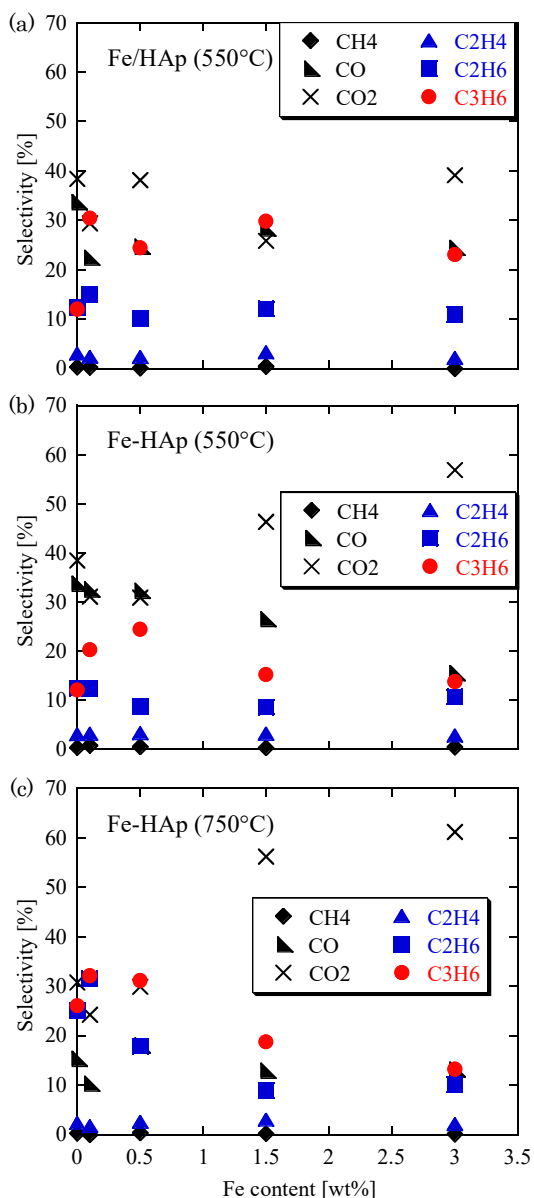 (a)
70
60
50
40
30
20
10
0
Selectivity [%]
Fe/HAp (550°C)
CH4 C2H4
CO C2H6
CO2 C3H6
(b)
70
60
50
40
30
20
10
0
Selectivity [%]
Fe-HAp (550°C)
CH4 C2H4
CO C2H6
CO2 C3H6
(c)
70
60
50
40
30
20
10
0
Selectivity [%]
Fe-HAp (750°C)
CH4 C2H4
CO C2H6
CO2 C3H6
0 0.5 1 1.5 2 2.5 3 3.5
Fe content [wt%]